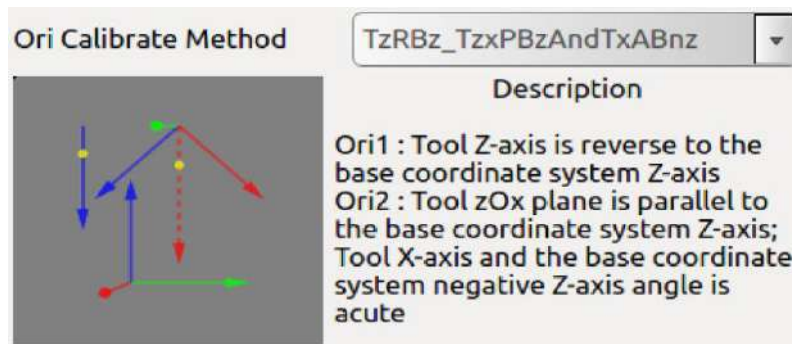 Ori Calibrate Method
TzRBz_TzxPBzAndTxABnz
Description
Ori1 : Tool Z-axis is reverse to the
base coordinate system Z-axis
Ori2 : Tool zOx plane is parallel to
the base coordinate system Z-axis;
Tool X-axis and the base coordinate
system negative Z-axis angle is
acute